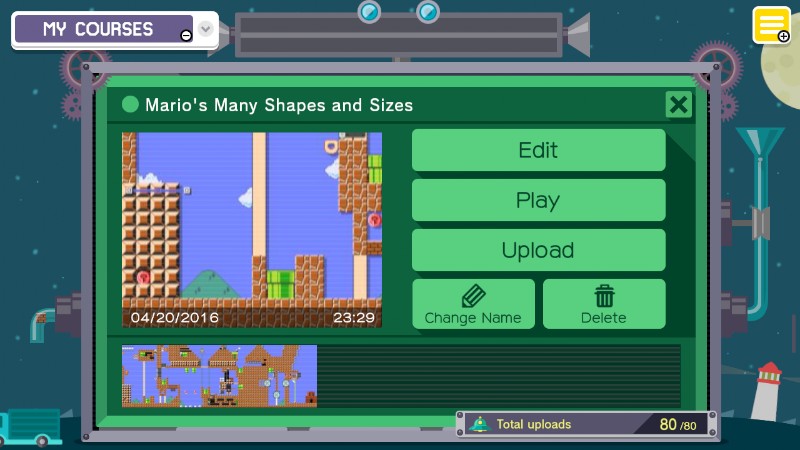 MY COURSES
Mario's Many Shapes and Sizes
Edit
Play
Upload
Change Name
Delete
04/20/2016 23:29
Total uploads 80/80